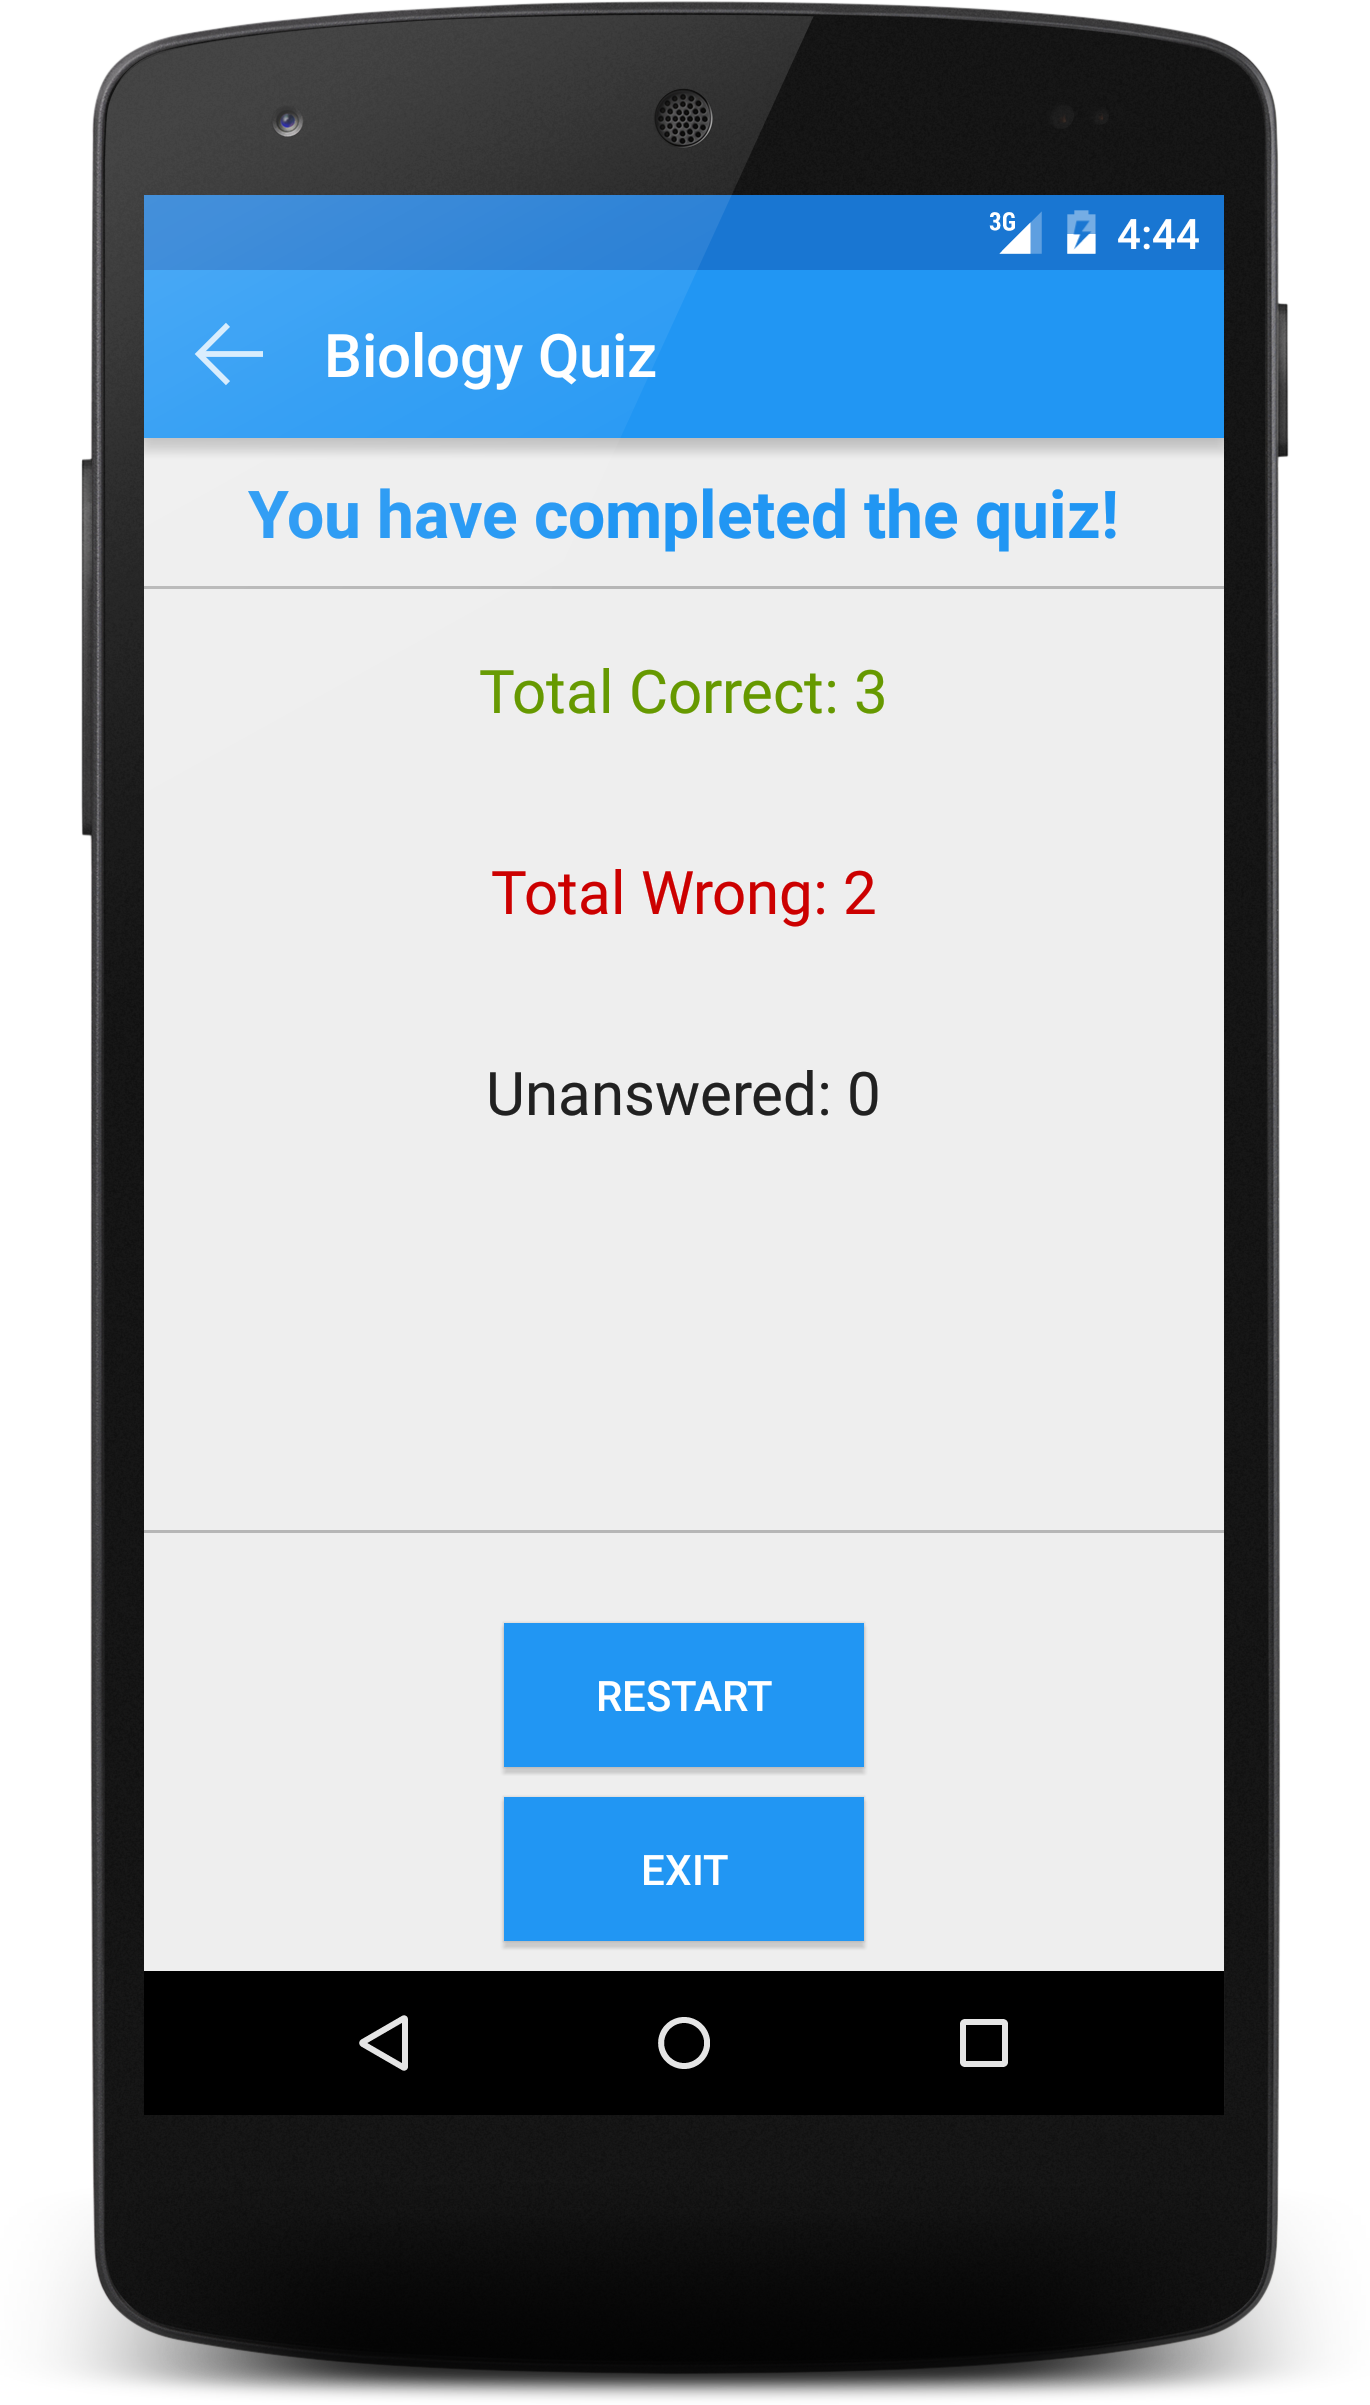 3G 4:44
Biology Quiz
You have completed the quiz!
Total Correct: 3
Total Wrong: 2
Unanswered: 0
RESTART
EXIT